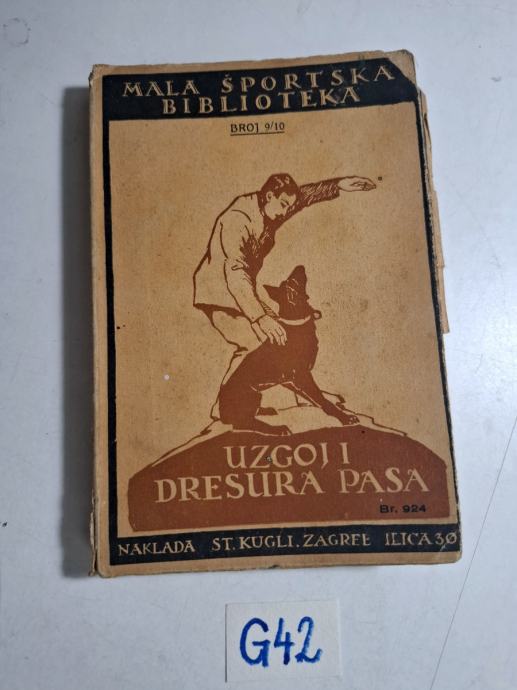 MALA ŠPORTSKA
BIBLIOTEKA
BROJ 9/10
UZGOJ I
DRESURA PASA
Br. 924
NAKLADA ST. KUGLI. ZAGREB ILICA 30
G42